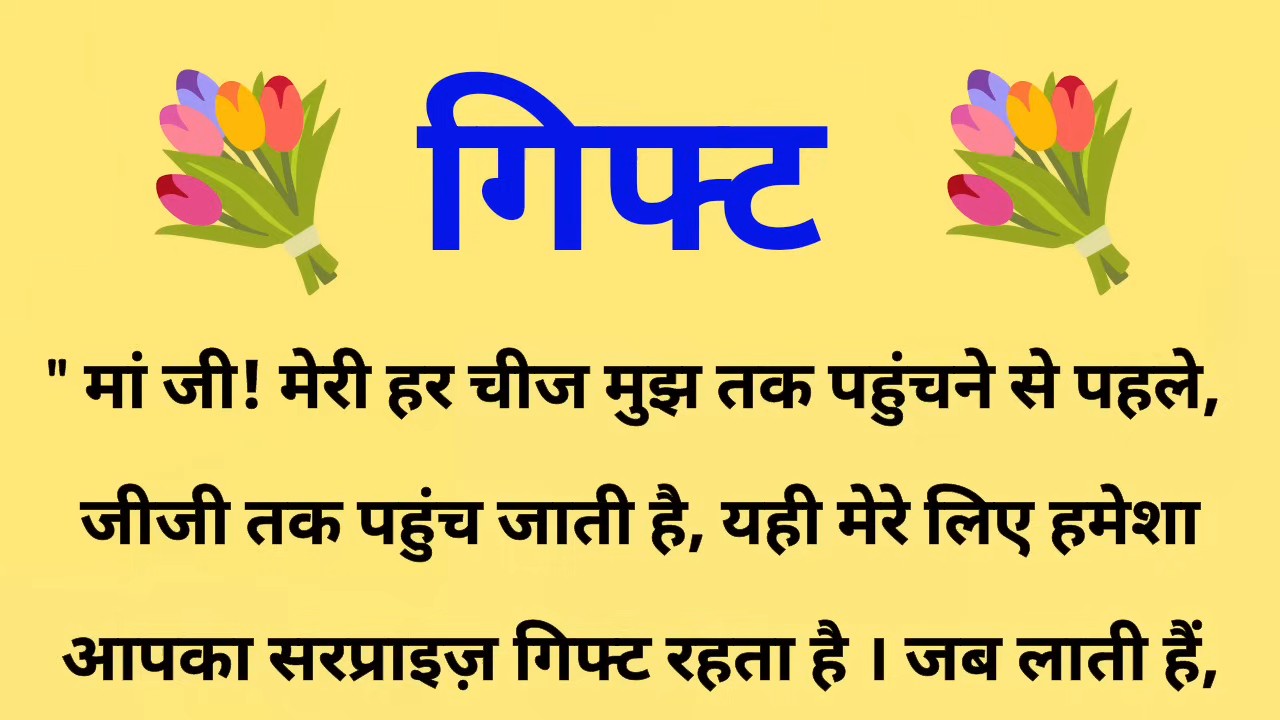 गिफ्ट
" मां जी! मेरी हर चीज मुझ तक पहुंचने से पहले,
जीजी तक पहुंच जाती है, यही मेरे लिए हमेशा
आपका सरप्राइज़ गिफ्ट रहता है । जब लाती हैं,